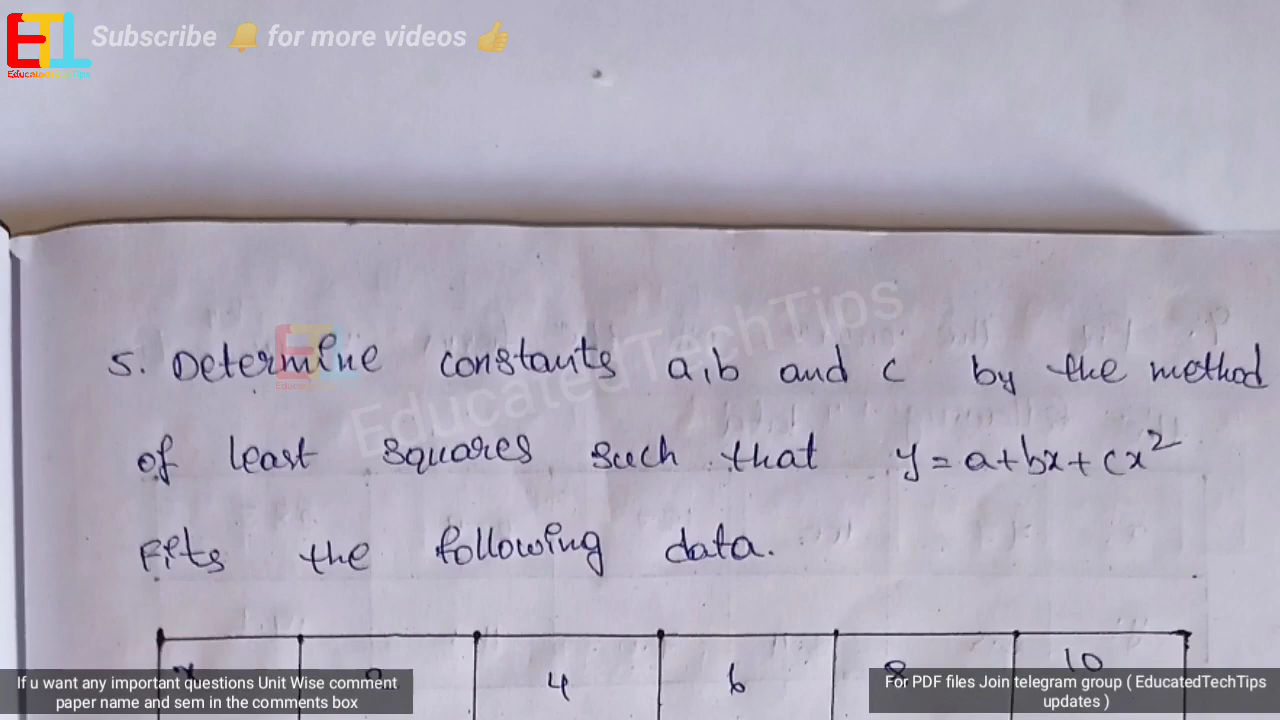 Subscribe 🔔 for more videos 👍
EducatedTechTips
5. Determine constants a,b and c by the method
of least squares such that y = a+bx+cx²
Fits the following data.
EducatedTechTips
x 4 6 8 10
If u want any important questions Unit Wise comment
paper name and sem in the comments box
For PDF files Join telegram group ( EducatedTechTips
updates )